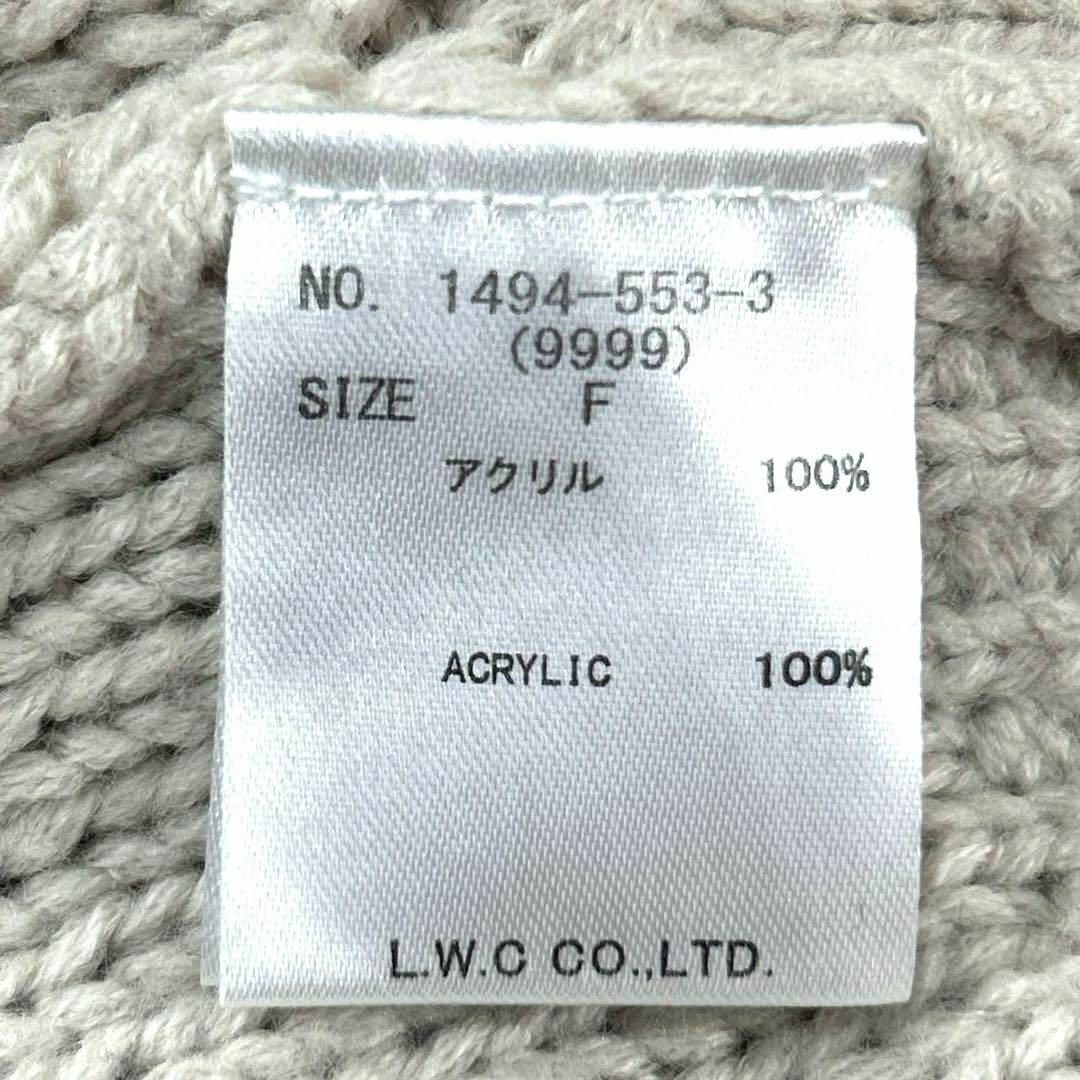 NO. 1494-553-3
(9999)
SIZE F
アクリル 100%
ACRYLIC 100%
L.W.C CO.,LTD.